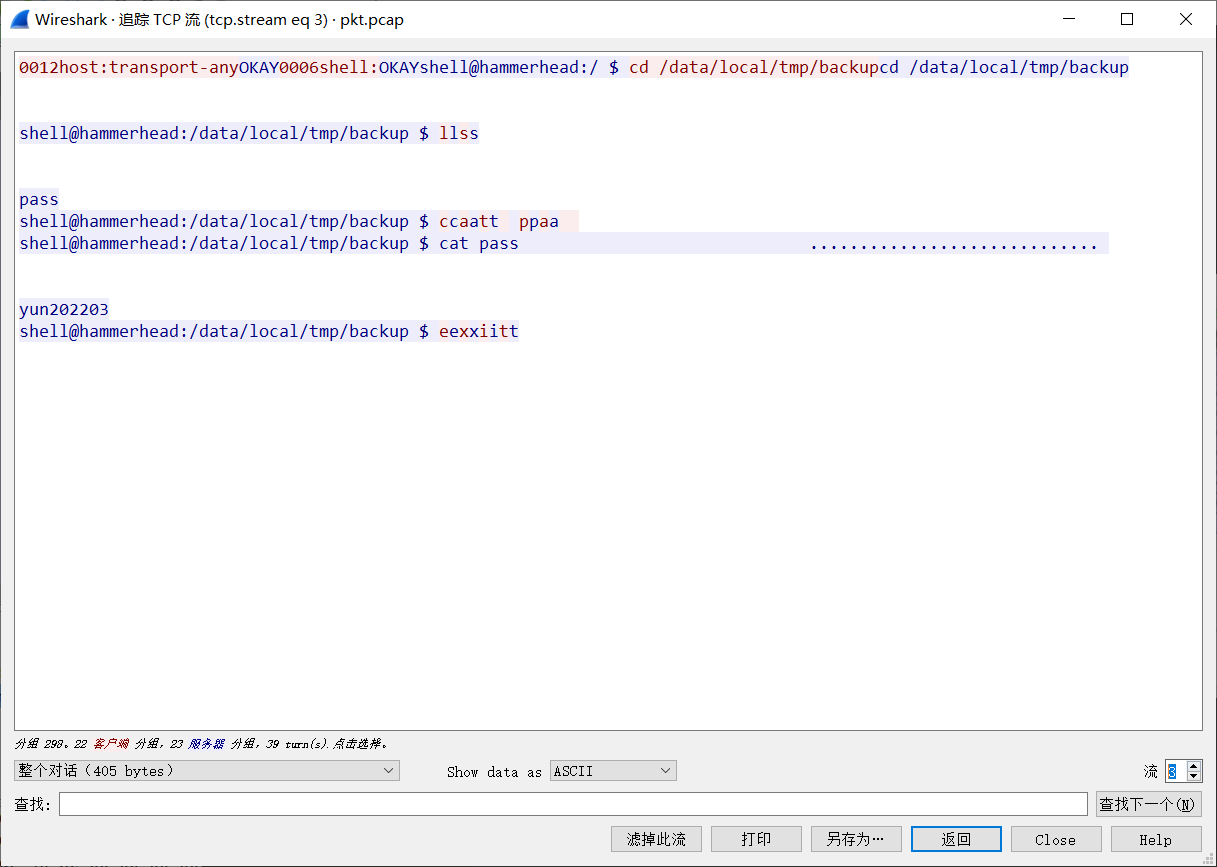 Wireshark · 追踪 TCP 流 (tcp.stream eq 3) · pkt.pcap
0012host:transport-anyOKAY0006shell:OKAYshell@hammerhead:/ $ cd /data/local/tmp/backupcd /data/local/tmp/backup
shell@hammerhead:/data/local/tmp/backup $ llss
pass
shell@hammerhead:/data/local/tmp/backup $ ccaatt  ppaa
shell@hammerhead:/data/local/tmp/backup $ cat pass                             .............................
yun202203
shell@hammerhead:/data/local/tmp/backup $ eexxiitt
分组 298。22 客户端 分组，23 服务器 分组，39 turn(s).点击选择。
整个对话（405 bytes） Show data as ASCII 流 3
查找: 查找下一个(N)
滤掉此流 打印 另存为… 返回 Close Help